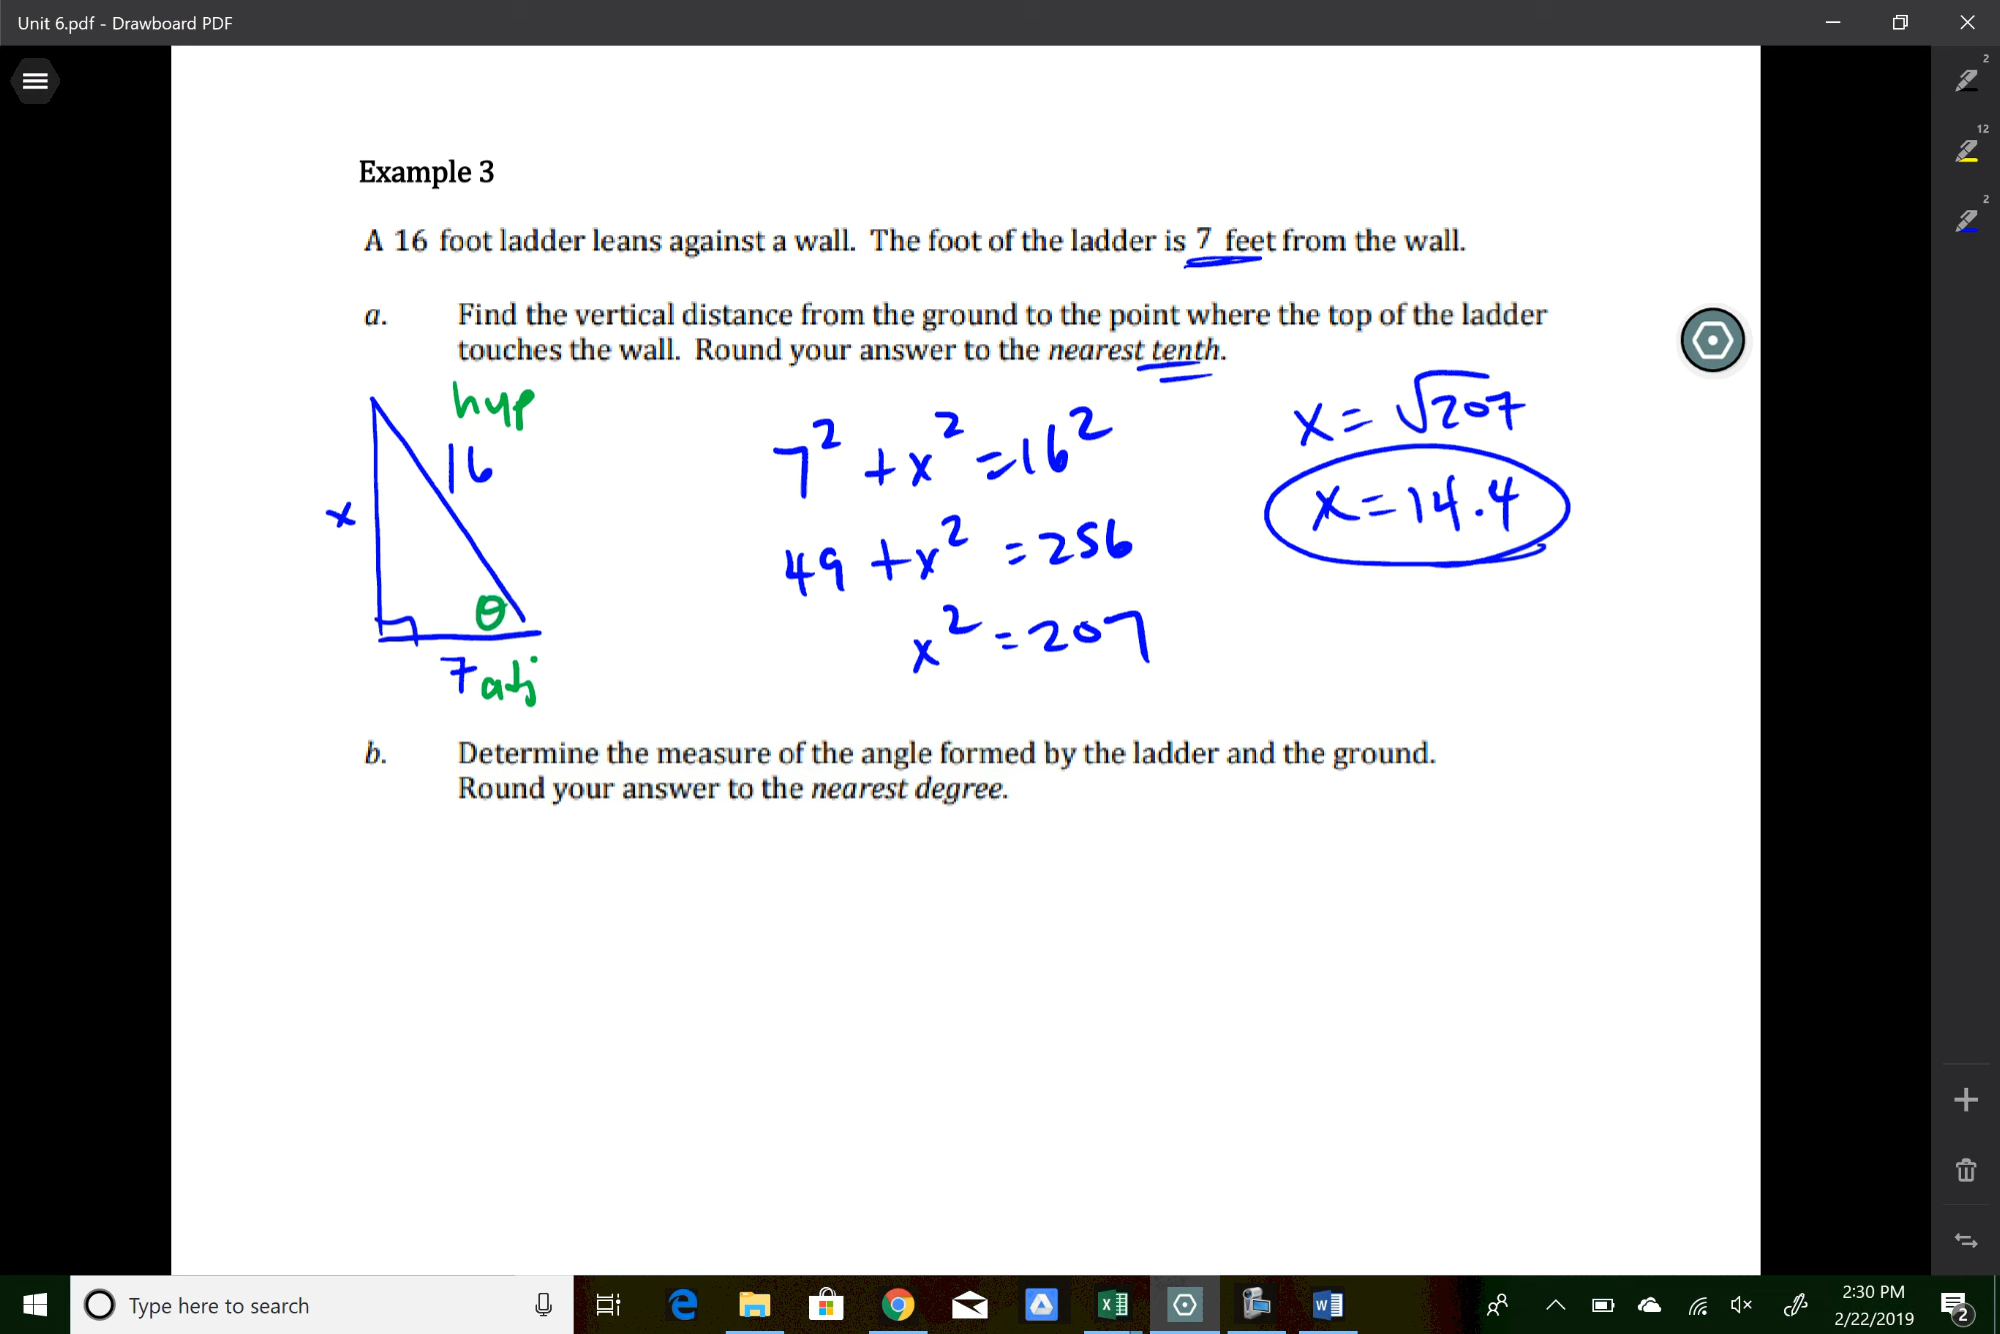 Unit 6.pdf - Drawboard PDF
2
12
2
Example 3
A 16 foot ladder leans against a wall. The foot of the ladder is 7 feet from the wall.
a. Find the vertical distance from the ground to the point where the top of the ladder
touches the wall. Round your answer to the nearest tenth.
hyp
16
x
θ
7 adj
7² + x² = 16²
49 + x² = 256
x² = 207
x = √207
x = 14.4
b. Determine the measure of the angle formed by the ladder and the ground.
Round your answer to the nearest degree.
Type here to search
2:30 PM
2/22/2019
2